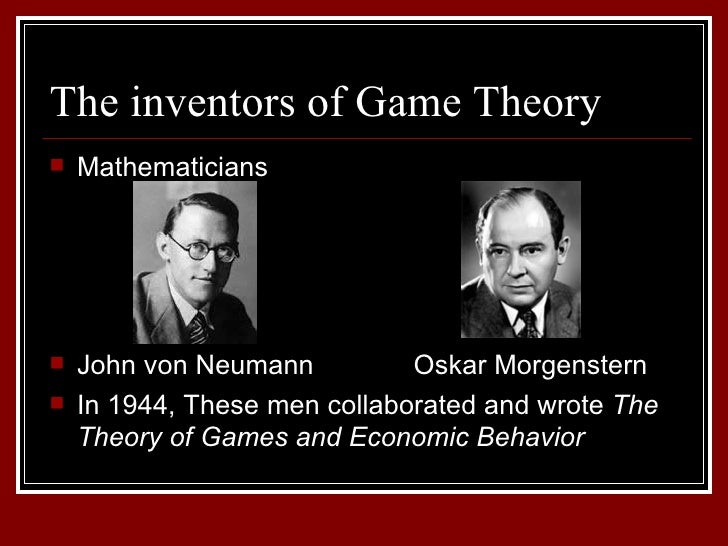 The inventors of Game Theory
Mathematicians
John von Neumann Oskar Morgenstern
In 1944, These men collaborated and wrote The
Theory of Games and Economic Behavior